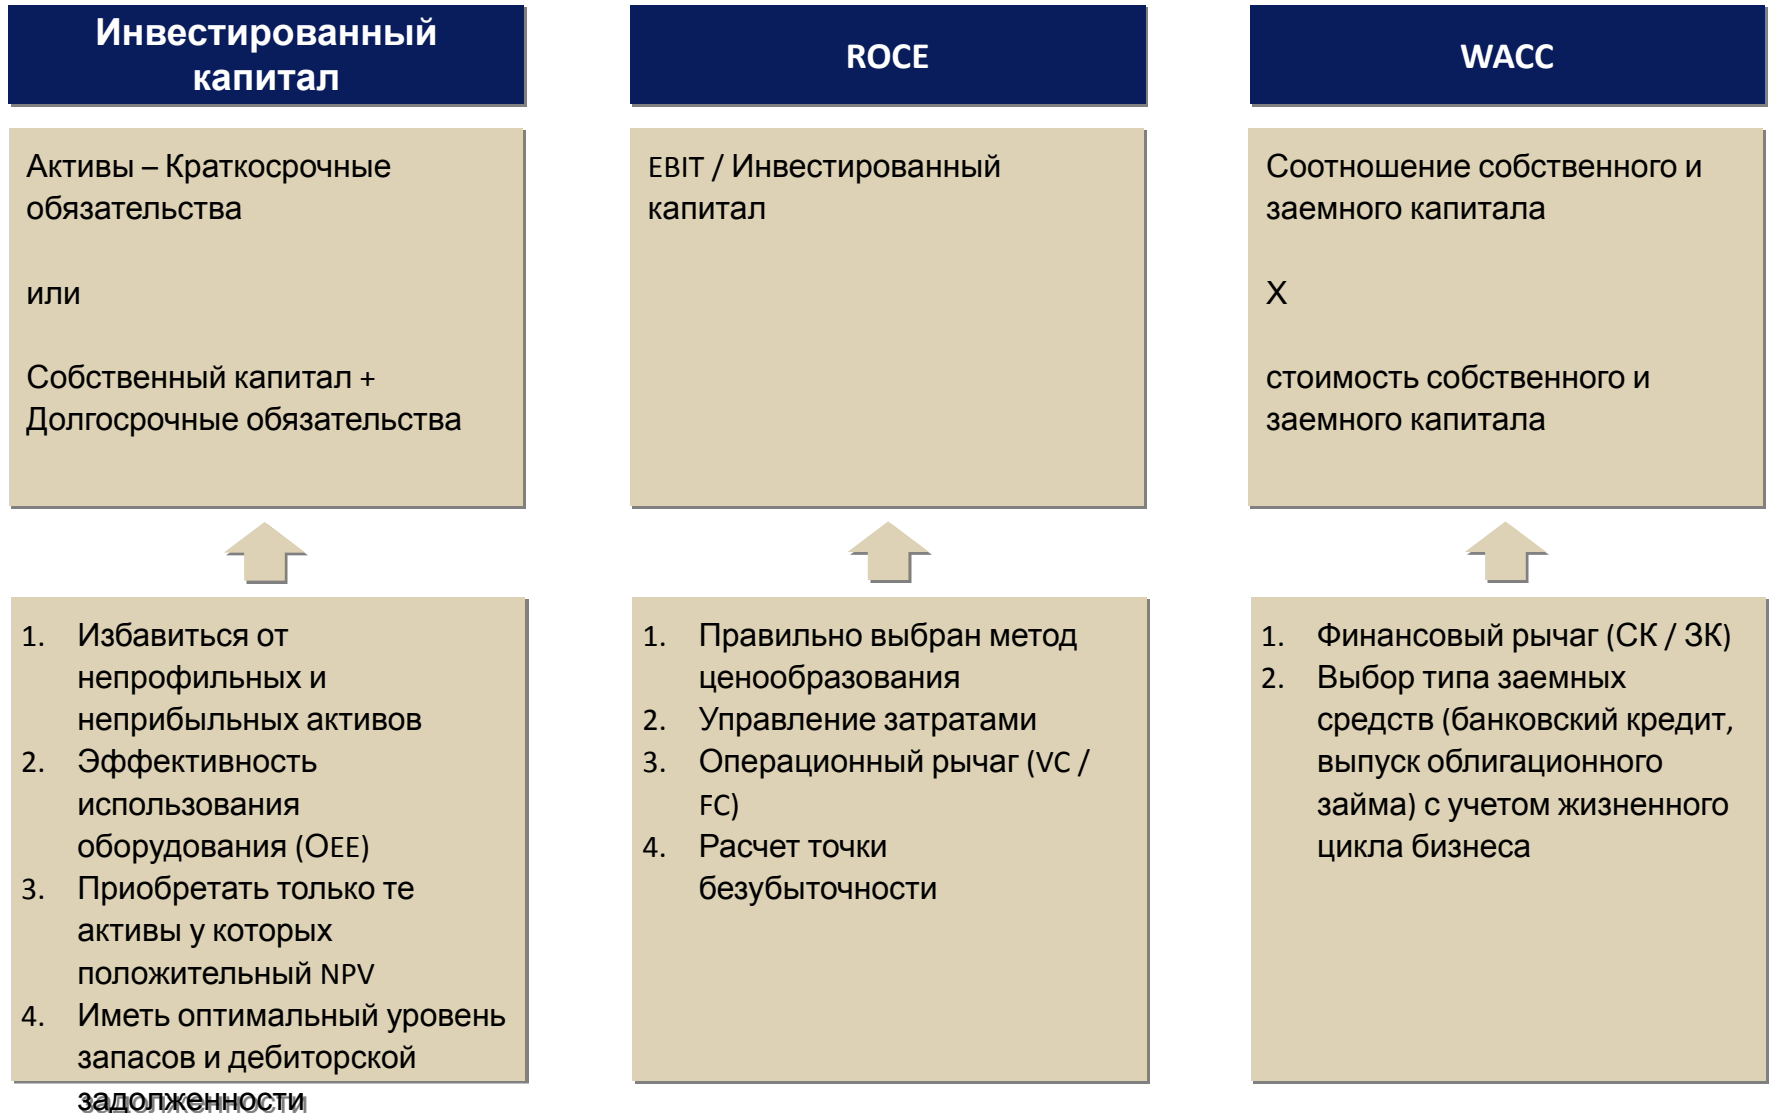 Инвестированный
капитал
Активы – Краткосрочные
обязательства
или
Собственный капитал +
Долгосрочные обязательства
1. Избавиться от
непрофильных и
неприбыльных активов
2. Эффективность
использования
оборудования (OEE)
3. Приобретать только те
активы у которых
положительный NPV
4. Иметь оптимальный уровень
запасов и дебиторской
задолженности
ROCE
EBIT / Инвестированный
капитал
1. Правильно выбран метод
ценообразования
2. Управление затратами
3. Операционный рычаг (VC /
FC)
4. Расчет точки
безубыточности
WACC
Соотношение собственного и
заемного капитала
X
стоимость собственного и
заемного капитала
1. Финансовый рычаг (СК / ЗК)
2. Выбор типа заемных
средств (банковский кредит,
выпуск облигационного
займа) с учетом жизненного
цикла бизнеса